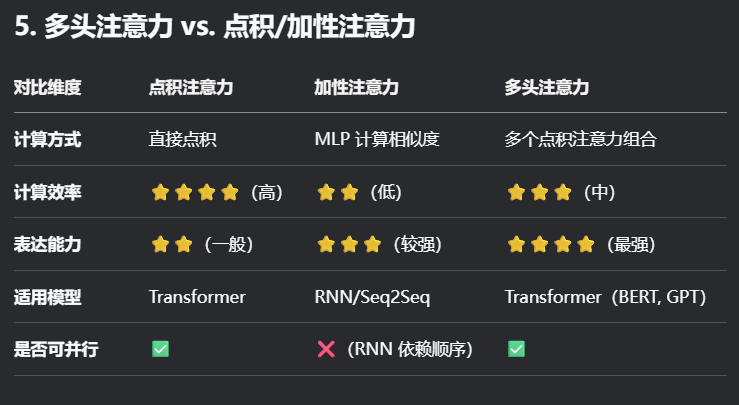 5. 多头注意力 vs. 点积/加性注意力
对比维度 点积注意力 加性注意力 多头注意力
计算方式 直接点积 MLP 计算相似度 多个点积注意力组合
计算效率 ⭐⭐⭐⭐（高） ⭐⭐（低） ⭐⭐⭐（中）
表达能力 ⭐⭐（一般） ⭐⭐⭐（较强） ⭐⭐⭐⭐（最强）
适用模型 Transformer RNN/Seq2Seq Transformer（BERT, GPT）
是否可并行 ✅ ❌（RNN 依赖顺序） ✅